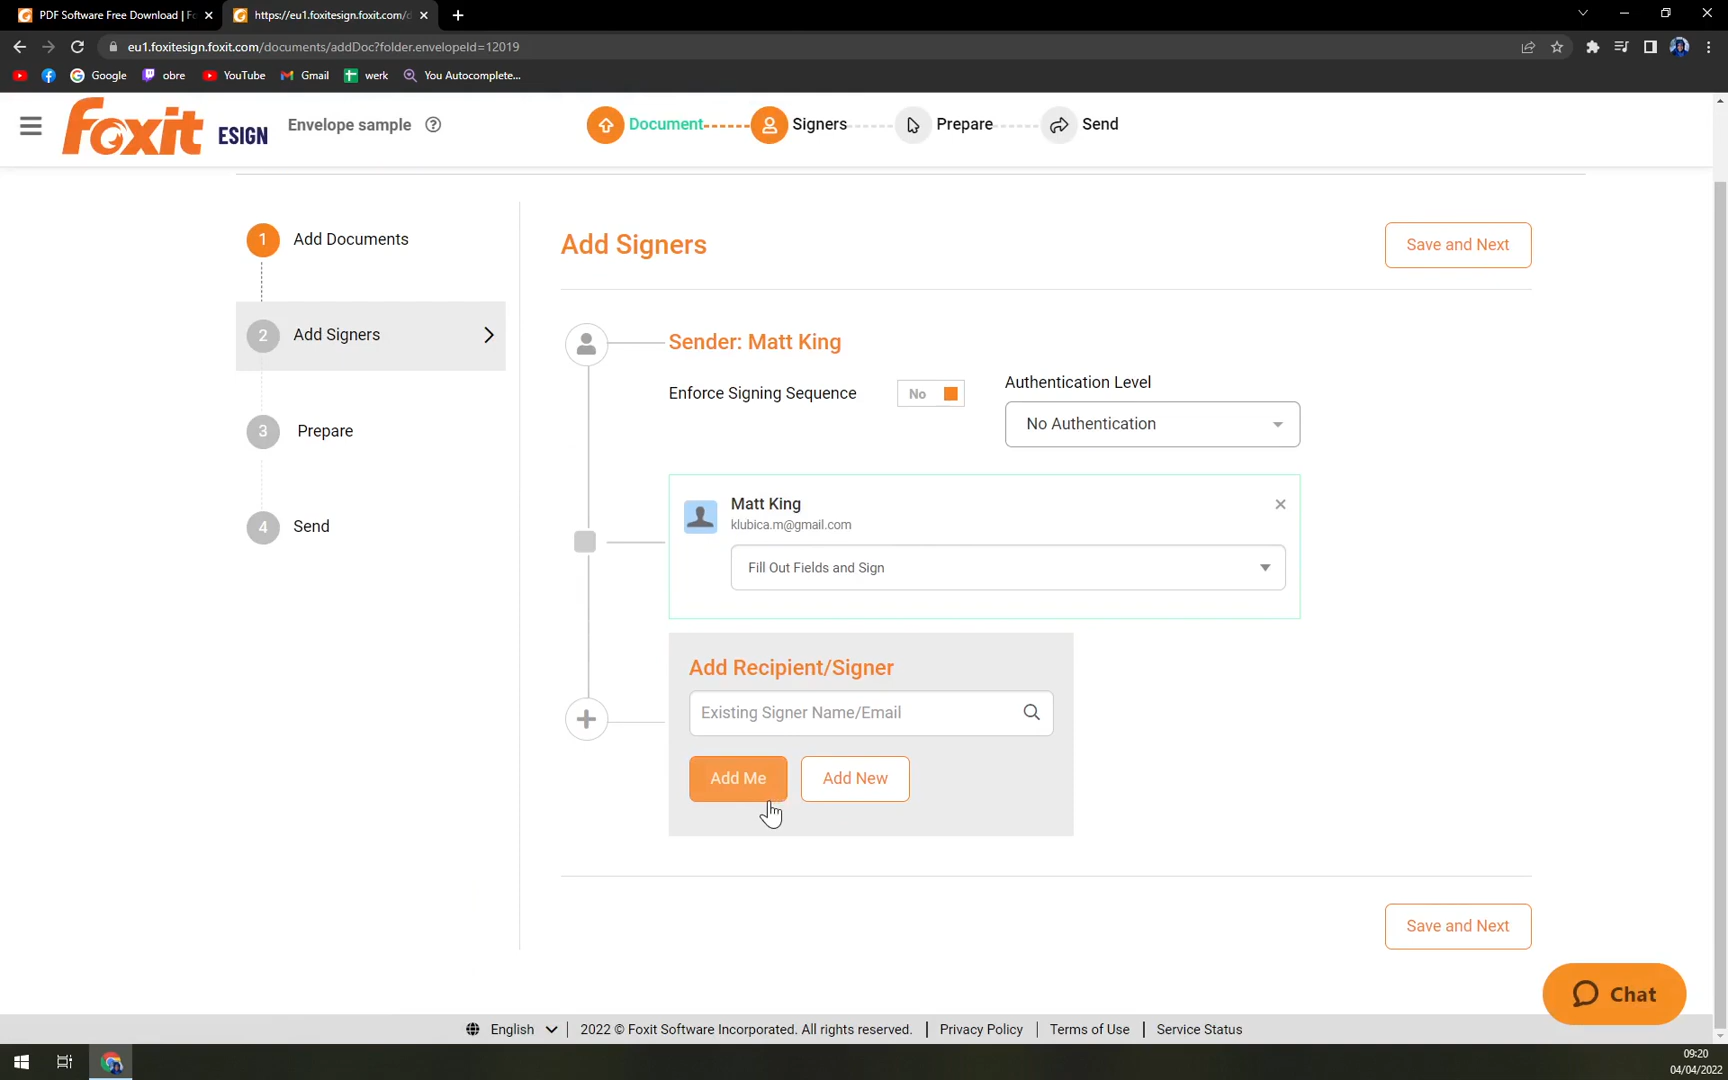 PDF Software Free Download | Fo
https://eu1.foxitesign.foxit.com/d
eu1.foxitesign.foxit.com/documents/addDoc?folder.envelopeId=12019
Google
obre
YouTube
Gmail
werk
You Autocomplete...
foxit ESIGN
Envelope sample
?
Document
Signers
Prepare
Send
1 Add Documents
2 Add Signers
3 Prepare
4 Send
Add Signers
Save and Next
Sender: Matt King
Enforce Signing Sequence
No
Authentication Level
No Authentication
Matt King
klubica.m@gmail.com
Fill Out Fields and Sign
Add Recipient/Signer
Existing Signer Name/Email
Add Me
Add New
Save and Next
Chat
English | 2022 © Foxit Software Incorporated. All rights reserved. | Privacy Policy | Terms of Use | Service Status
09:20
04/04/2022